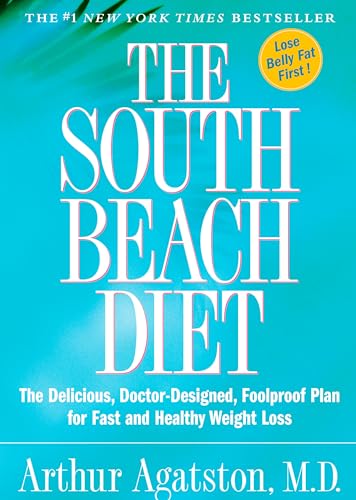 THE #1 NEW YORK TIMES BESTSELLER
Lose
Belly Fat
First!
THE
SOUTH
BEACH
DIET
The Delicious, Doctor-Designed, Foolproof Plan
for Fast and Healthy Weight Loss
Arthur Agatston, M.D.